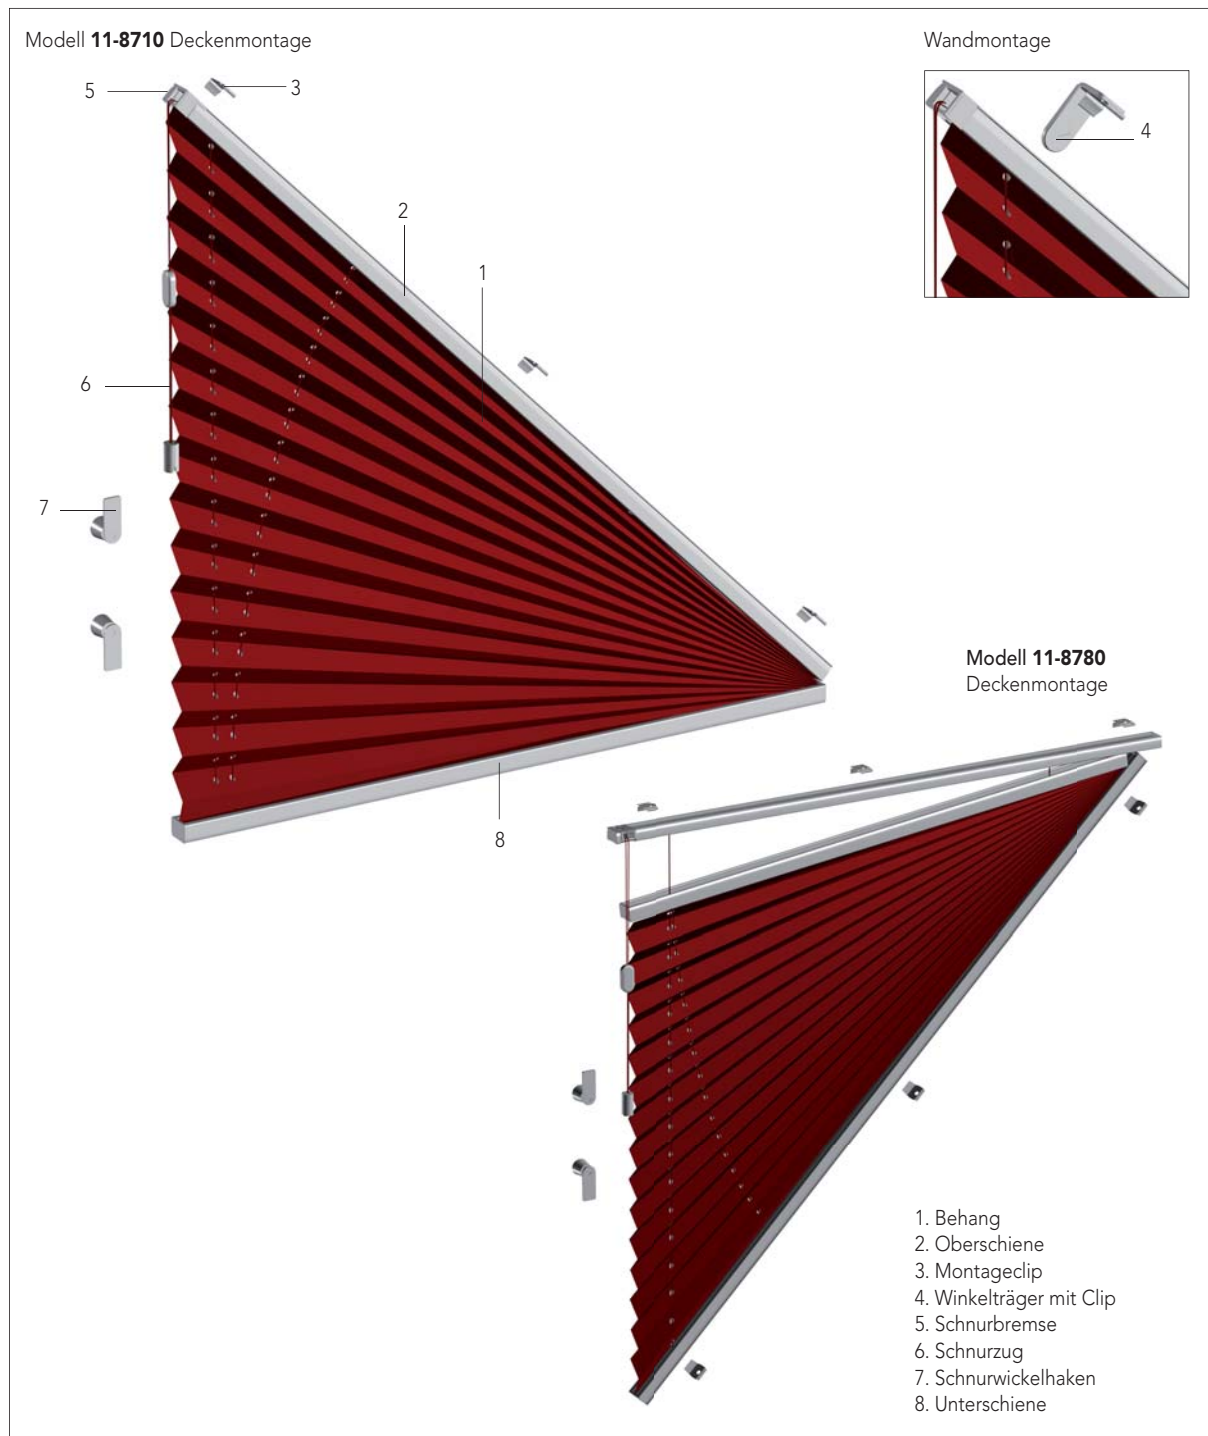 Modell 11-8710 Deckenmontage
Wandmontage
5
3
4
2
1
6
7
Modell 11-8780
Deckenmontage
8
1. Behang
2. Oberschiene
3. Montageclip
4. Winkelträger mit Clip
5. Schnurbremse
6. Schnurzug
7. Schnurwickelhaken
8. Unterschiene